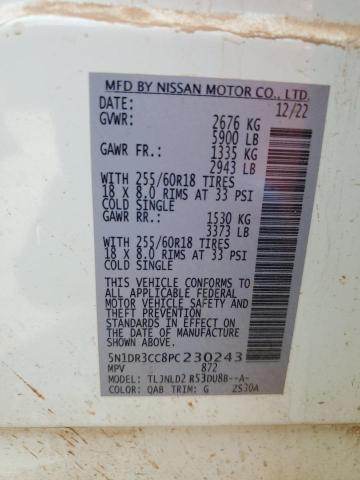 MFD BY NISSAN MOTOR CO., LTD.
DATE: 12/22
GVWR: 2676 KG
5900 LB
GAWR FR.: 1335 KG
2943 LB
WITH 255/60R18 TIRES
18 X 8.0 RIMS AT 33 PSI
COLD SINGLE
GAWR RR.: 1530 KG
3373 LB
WITH 255/60R18 TIRES
18 X 8.0 RIMS AT 33 PSI
COLD SINGLE
THIS VEHICLE CONFORMS TO
ALL APPLICABLE FEDERAL
MOTOR VEHICLE SAFETY
AND THEFT PREVENTION
STANDARDS IN EFFECT ON
THE DATE OF MANUFACTURE
SHOWN ABOVE.
5N1DR3CC8PC230243
MPV 872
MODEL: TLJNLD2 R53DU8B--A-
COLOR: QAB TRIM: G 2S30A